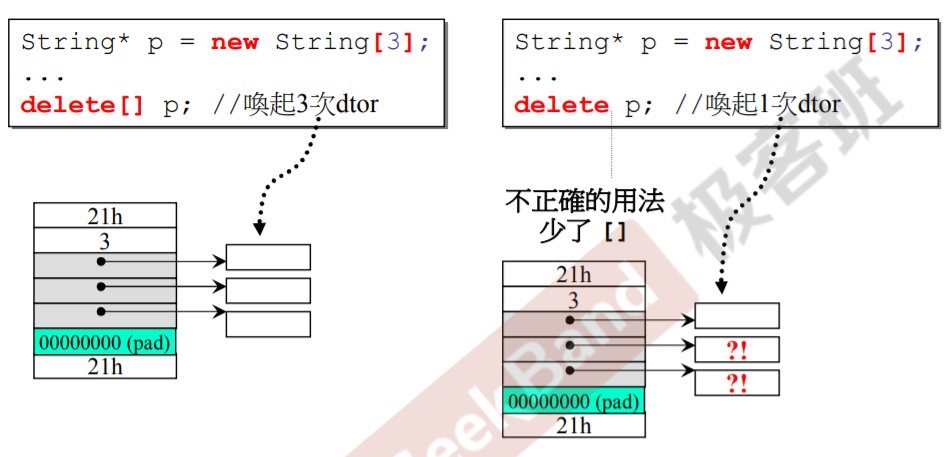 String* p = new String[3];
...
delete[] p; //喚起3次dtor
21h
3
00000000 (pad)
21h
String* p = new String[3];
...
delete p; //喚起1次dtor
不正確的用法
少了 []
21h
3
?!
?!
00000000 (pad)
21h
GeekBand 极客班